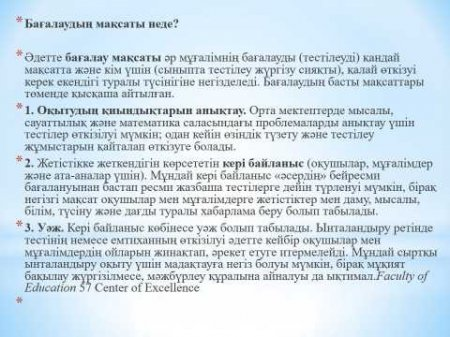 * Бағалаудың мақсаты неде?
* Әдетте бағалау мақсаты әр мұғалімнің бағалауды (тестілеуді) қандай
мақсатта және кім үшін (сыныпта тестілеу жүргізу сияқты), қалай өткізуі
керек екендігі туралы түсінігіне негізделеді. Бағалаудың басты мақсаттары
төменде қысқаша айтылған.
* 1. Оқытудың қиындықтарын анықтау. Орта мектептерде мысалы,
сауаттылық және математика саласындағы проблемаларды анықтау үшін
тестілер өткізілуі мүмкін; одан кейін өзіндік түзету және тестілеу
жұмыстарын қайталап өткізуге болады.
* 2. Жетістікке жеткендігін көрсететін кері байланыс (оқушылар, мұғалімдер
және ата-аналар үшін). Мұндай кері байланыс «әсердің» бейресми
бағалануынан бастап ресми жазбаша тестілерге дейін түрленуі мүмкін, бірақ
негізгі мақсат оқушылар мен мұғалімдерге жетістіктер мен даму, мысалы,
білім, түсіну және дағды туралы хабарлама беру болып табылады.
* 3. Уәж. Кері байланыс көбінесе уәж болып табылады. Ынталандыру ретінде
тестінің немесе емтиханның өткізілуі әдетте кейбір оқушылар мен
мұғалімдердің ойларын жинақтап, әрекет етуге итермелейді. Мұндай сыртқы
ынталандыру оқыту үшін мадақтауға негіз болуы мүмкін, бірақ мұқият
бақылау жүргізілмесе, мәжбүрлеу құралына айналуы да ықтимал.Faculty of
Education 57 Center of Excellence
*